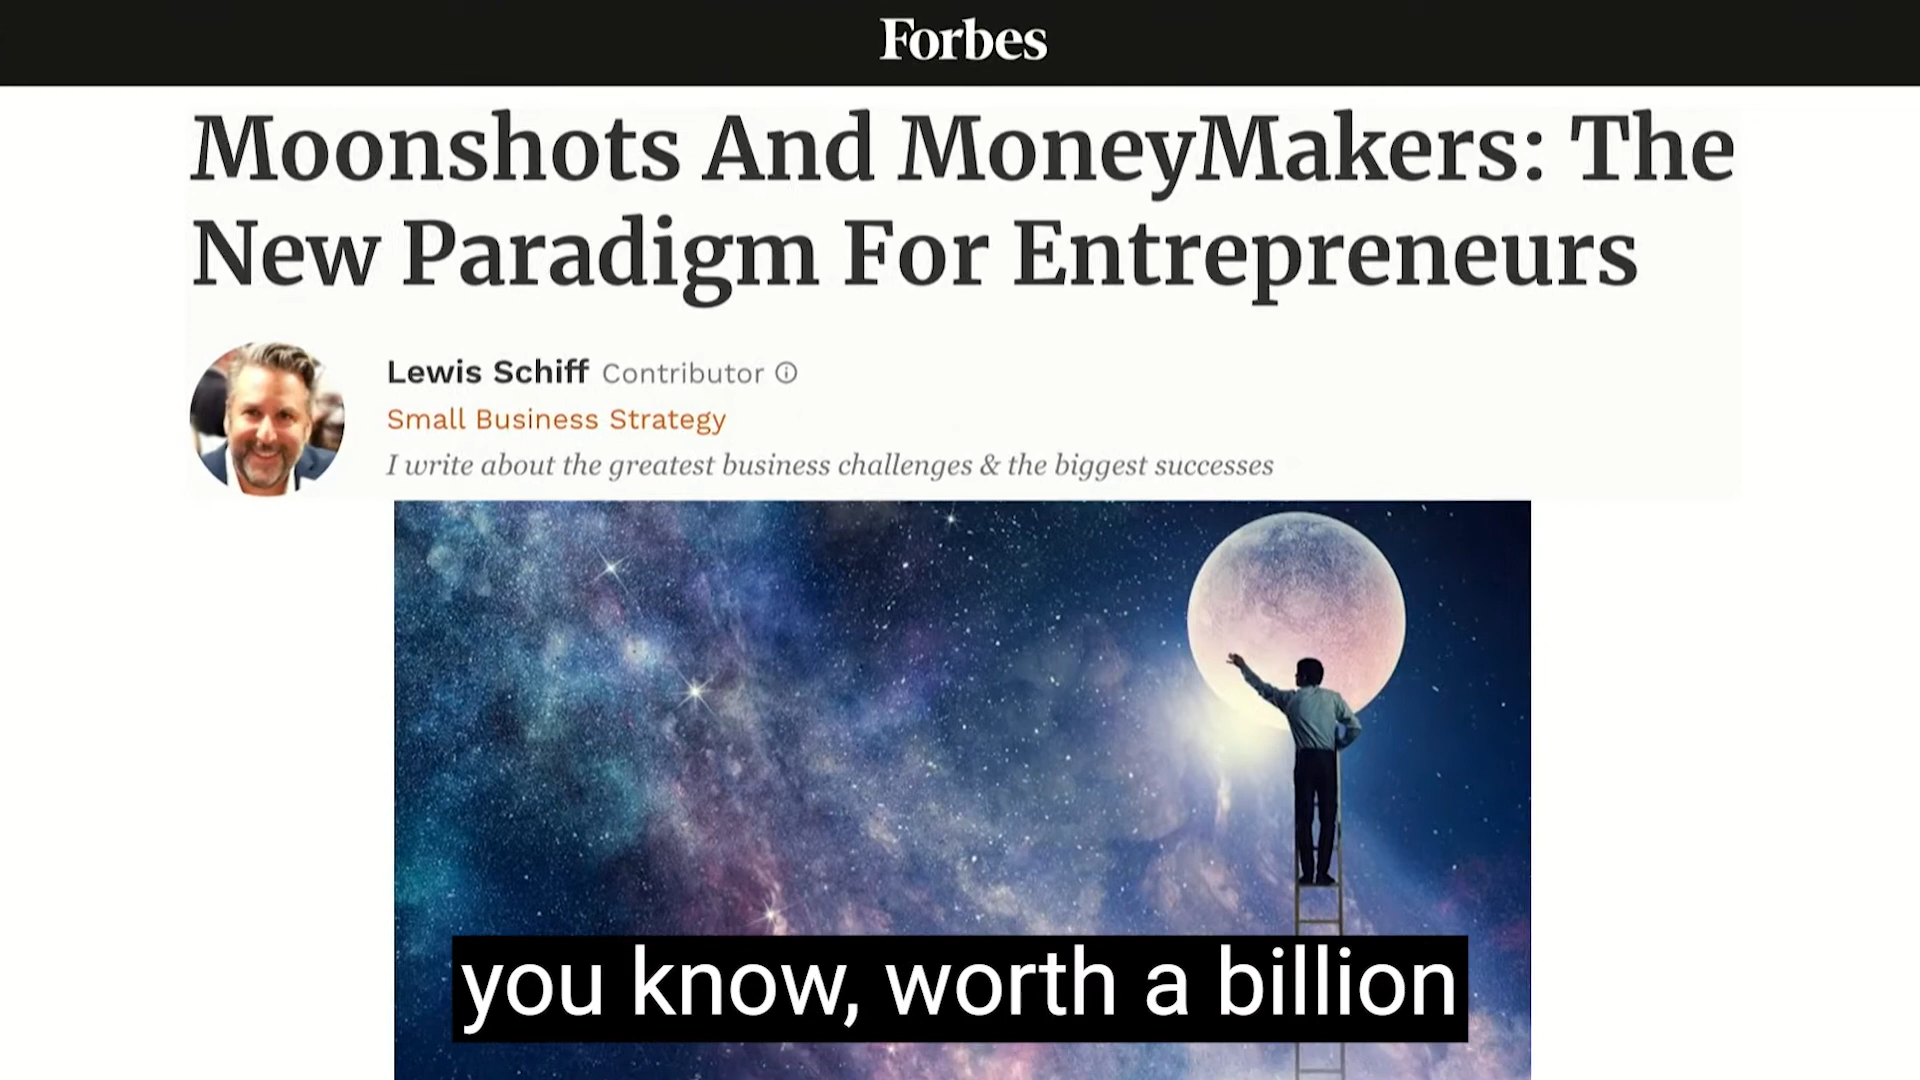 Forbes
Moonshots And MoneyMakers: The
New Paradigm For Entrepreneurs
Lewis Schiff Contributor
Small Business Strategy
I write about the greatest business challenges & the biggest successes
you know, worth a billion